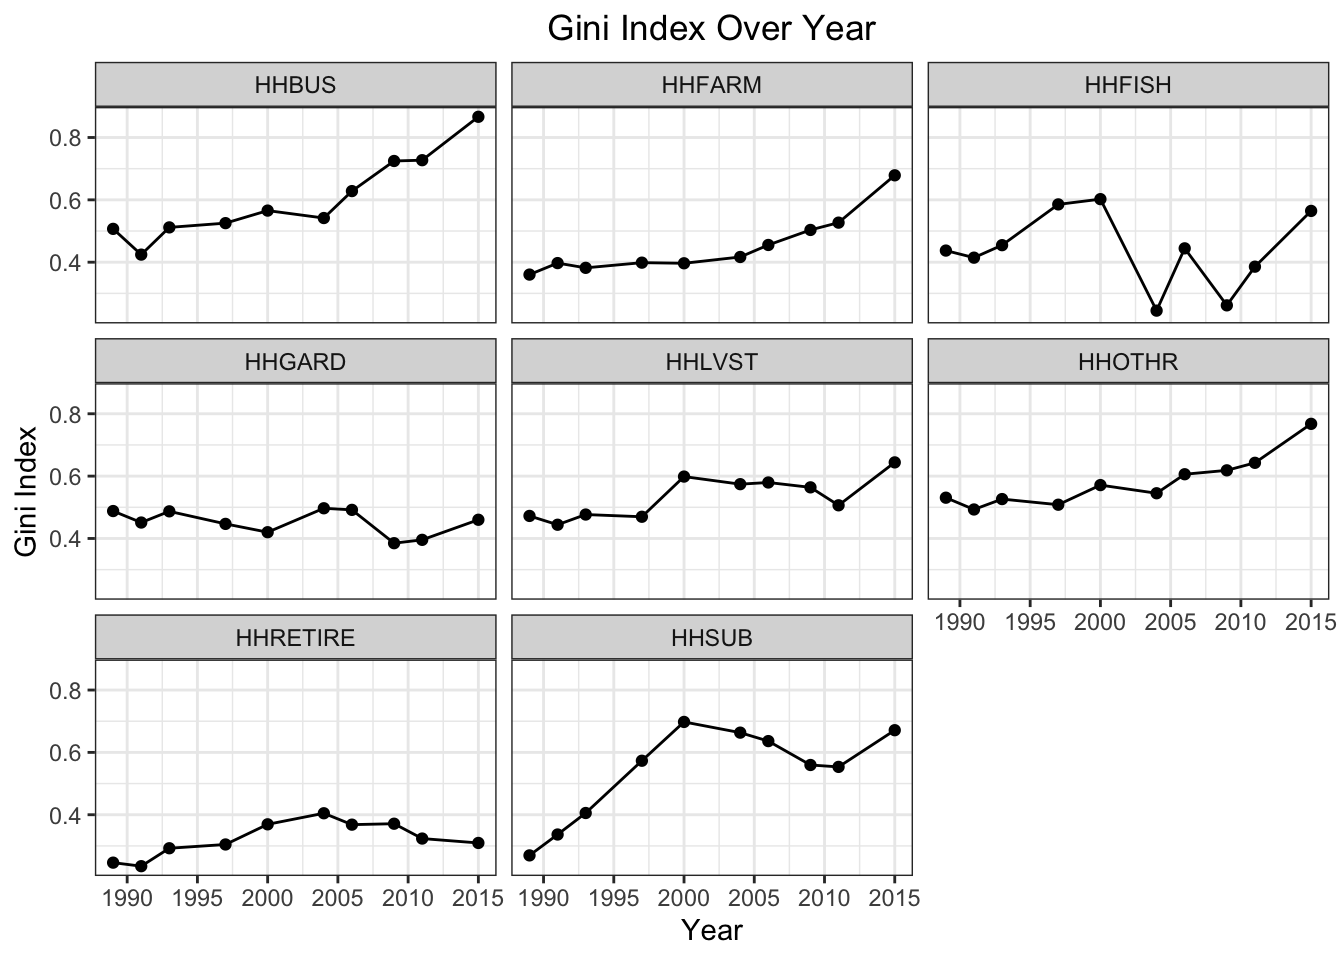 Gini Index Over Year
HHBUS
HHFARM
HHFISH
0.8
0.6
0.4
HHGARD
HHLVST
HHOTHR
0.8
0.6
0.4
Gini Index
1990 1995 2000 2005 2010 2015
HHRETIRE
HHSUB
0.8
0.6
0.4
1990 1995 2000 2005 2010 2015
1990 1995 2000 2005 2010 2015
Year